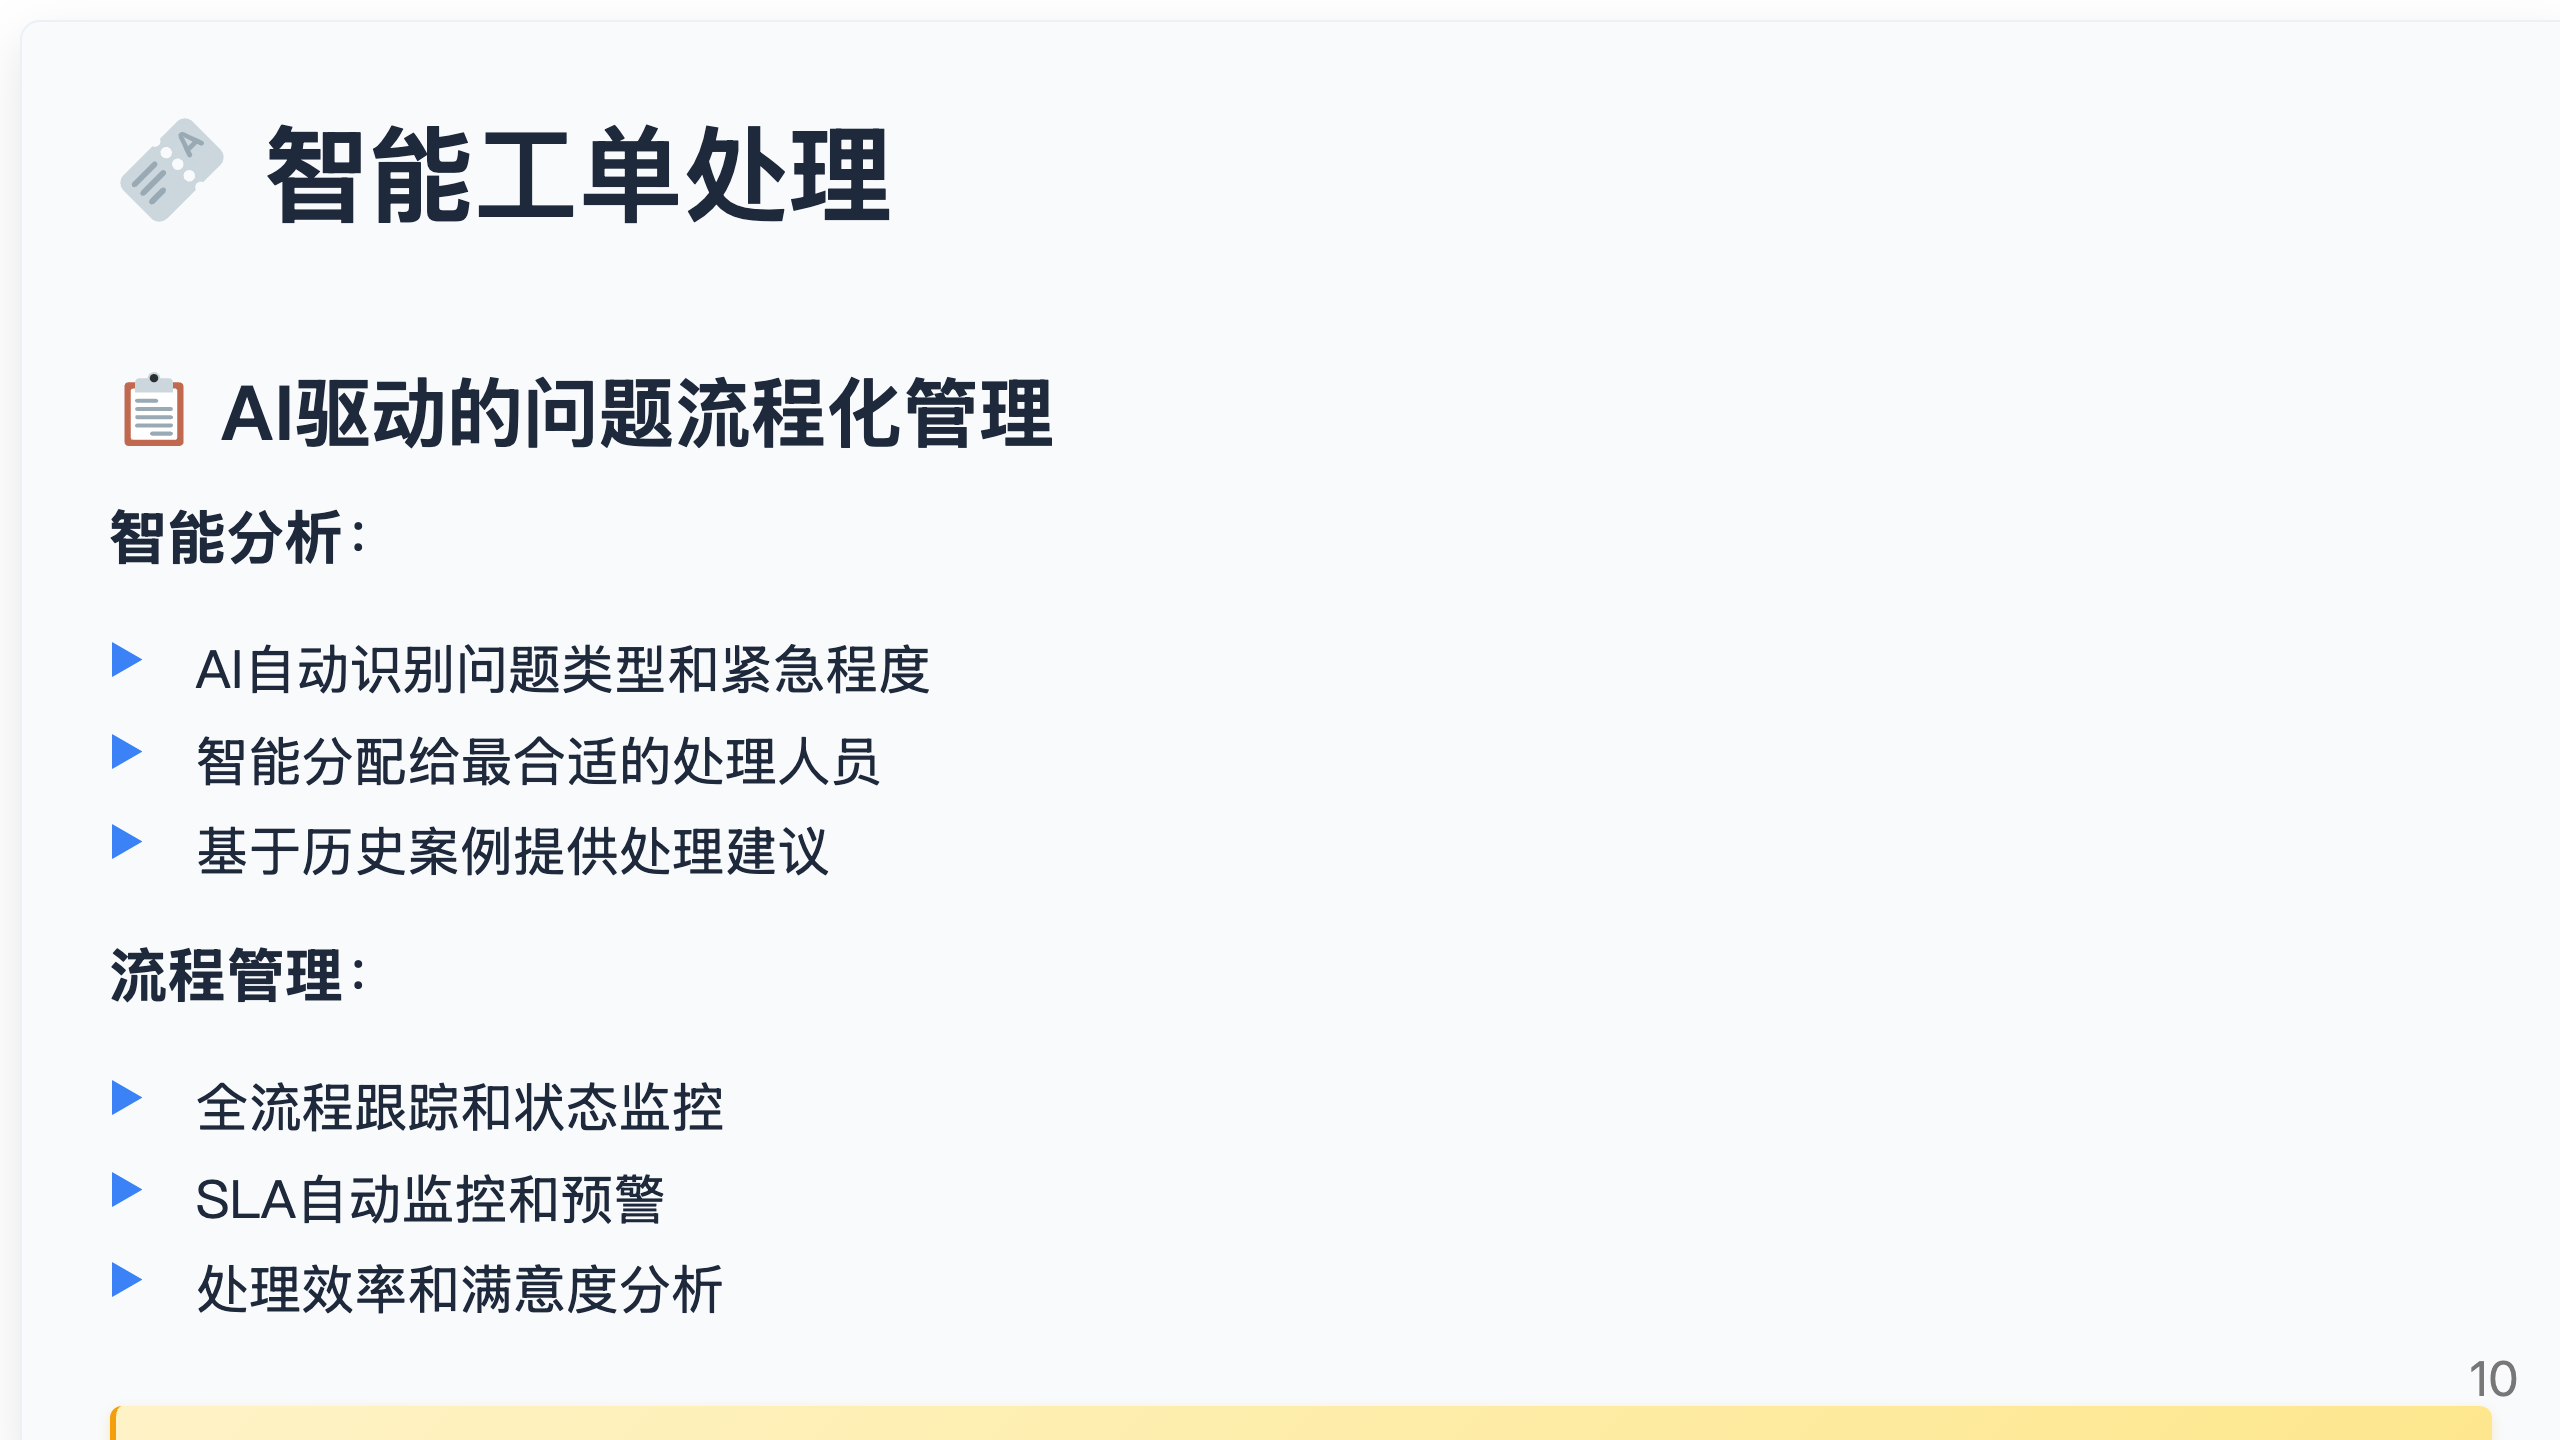 智能工单处理
AI驱动的问题流程化管理
智能分析：
AI自动识别问题类型和紧急程度
智能分配给最合适的处理人员
基于历史案例提供处理建议
流程管理：
全流程跟踪和状态监控
SLA自动监控和预警
处理效率和满意度分析
10